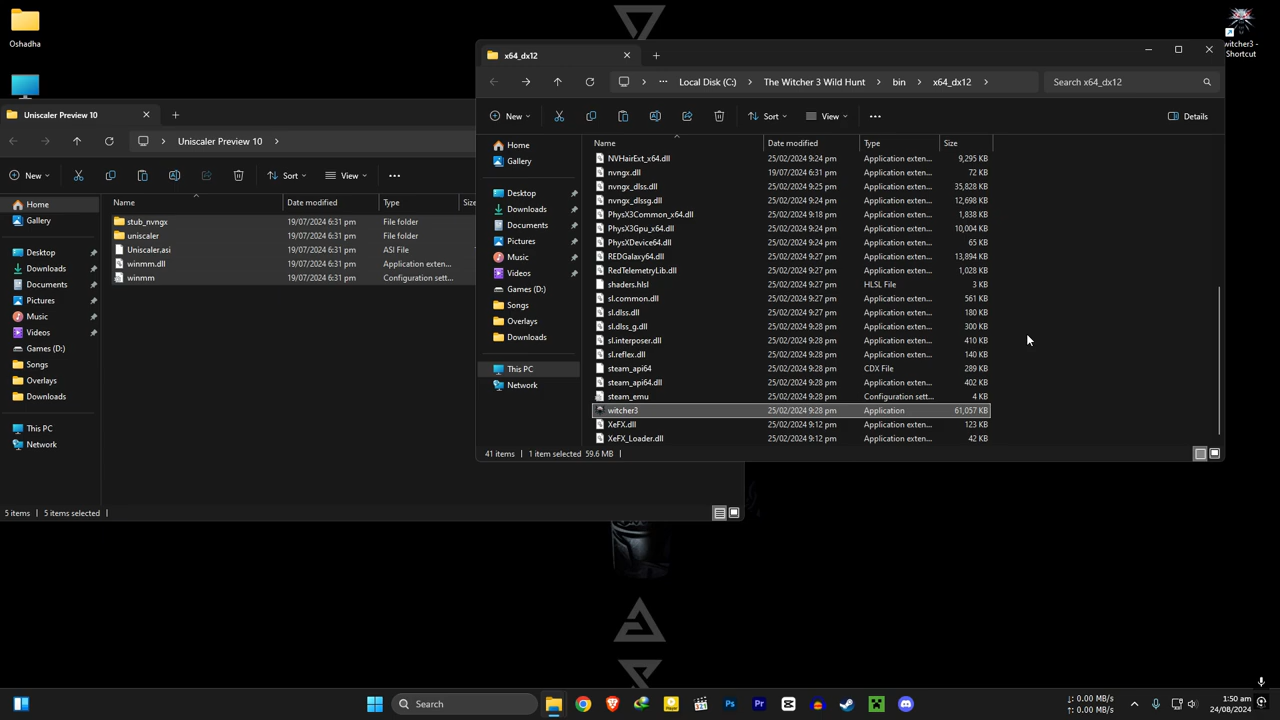 Oshadha
witcher3 -
Shortcut
Uniscaler Preview 10
Uniscaler Preview 10
New
Sort
View
Home
Gallery
Desktop
Downloads
Documents
Pictures
Music
Videos
Games (D:)
Songs
Overlays
Downloads
This PC
Network
Name Date modified Type Size
stub_nvngx 19/07/2024 6:31 pm File folder
uniscaler 19/07/2024 6:31 pm File folder
Uniscaler.asi 19/07/2024 6:31 pm ASI File
winmm.dll 19/07/2024 6:31 pm Application exten...
winmm 19/07/2024 6:31 pm Configuration sett...
5 items 5 items selected
x64_dx12
Local Disk (C:) The Witcher 3 Wild Hunt bin x64_dx12 Search x64_dx12
New Sort View Details
Home
Gallery
Desktop
Downloads
Documents
Pictures
Music
Videos
Games (D:)
Songs
Overlays
Downloads
This PC
Network
Name Date modified Type Size
NVHairExt_x64.dll 25/02/2024 9:24 pm Application exten... 9,295 KB
nvngx.dll 19/07/2024 6:31 pm Application exten... 72 KB
nvngx_dlss.dll 25/02/2024 9:25 pm Application exten... 35,828 KB
nvngx_dlssg.dll 25/02/2024 9:24 pm Application exten... 12,698 KB
PhysX3Common_x64.dll 25/02/2024 9:18 pm Application exten... 1,838 KB
PhysX3Gpu_x64.dll 25/02/2024 9:24 pm Application exten... 10,004 KB
PhysXDevice64.dll 25/02/2024 9:24 pm Application exten... 65 KB
REDGalaxy64.dll 25/02/2024 9:27 pm Application exten... 13,894 KB
RedTelemetryLib.dll 25/02/2024 9:27 pm Application exten... 1,028 KB
shaders.hlsl 25/02/2024 9:27 pm HLSL File 3 KB
sl.common.dll 25/02/2024 9:27 pm Application exten... 561 KB
sl.dlss.dll 25/02/2024 9:27 pm Application exten... 180 KB
sl.dlss_g.dll 25/02/2024 9:28 pm Application exten... 300 KB
sl.interposer.dll 25/02/2024 9:28 pm Application exten... 410 KB
sl.reflex.dll 25/02/2024 9:28 pm Application exten... 140 KB
steam_api64 25/02/2024 9:28 pm CDX File 289 KB
steam_api64.dll 25/02/2024 9:28 pm Application exten... 402 KB
steam_emu 25/02/2024 9:28 pm Configuration sett... 4 KB
witcher3 25/02/2024 9:28 pm Application 61,057 KB
XeFX.dll 25/02/2024 9:12 pm Application exten... 123 KB
XeFX_Loader.dll 25/02/2024 9:12 pm Application exten... 42 KB
41 items 1 item selected 59.6 MB
Search
Ps
Pr
↑: 0.00 MB/s
↓: 0.00 MB/s
1:50 am
24/08/2024